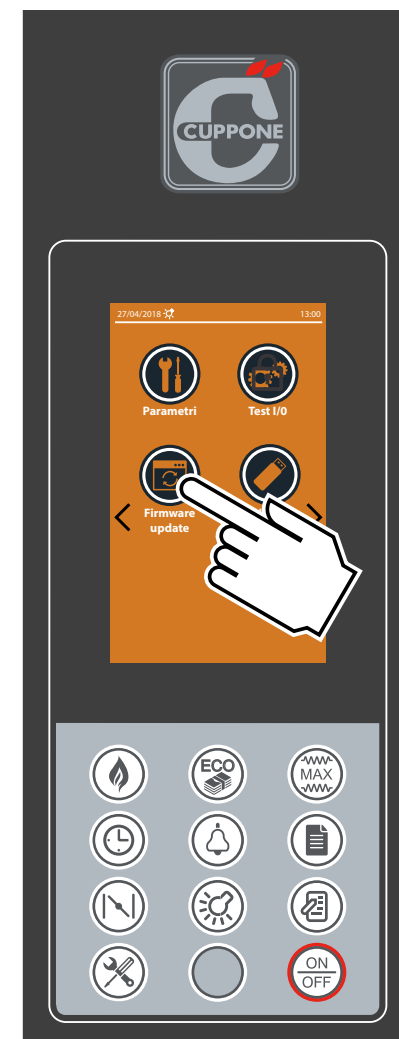 CUPPONE
27/04/2018 13:00
Parametri Test I/0
Firmware
update
ECO
MAX
ON
OFF